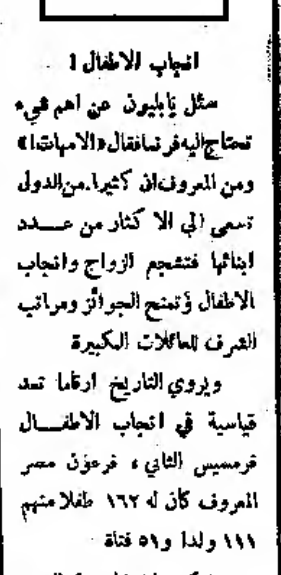 انجاب الاطفال !
سئل نابليون عن اهم شيء
تحتاج اليه فرنسا فقال «الامهات!»
ومن المعروف ان كثيرا من الدول
تسعى الى الاكثار من عدد
ابنائها فتشجع الزواج وانجاب
الاطفال وتمنح الجوائز ومراتب
الشرف للعائلات الكبيرة
ويروي التاريخ ارقاما تعد
قياسية في انجاب الاطفال
فرمسيس الثاني، فرعون مصر
المعروف كان له ١٦٢ طفلا منهم
١١١ ولدا و٥١ فتاة